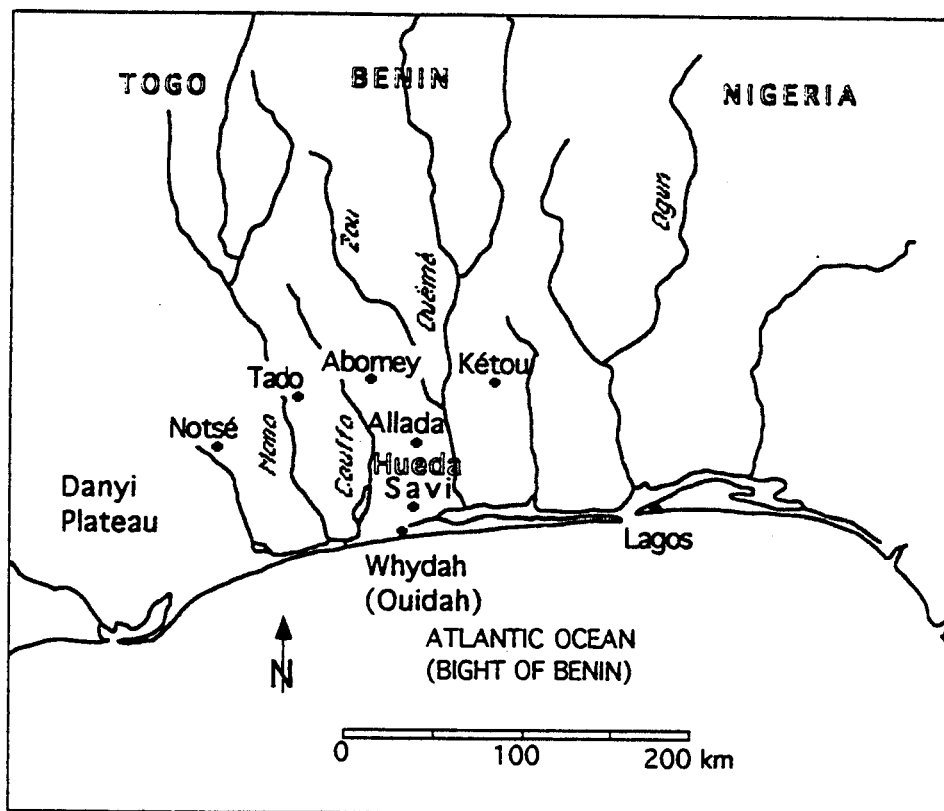 TOGO
BENIN
NIGERIA
Zou
Ogun
Ouémé
Abomey
Kétou
Tado
Notsé
Allada
Mono
Couffo
Hueda
Savi
Danyi
Plateau
Lagos
Whydah
(Ouidah)
ATLANTIC OCEAN
(BIGHT OF BENIN)
N
0
100
200 km